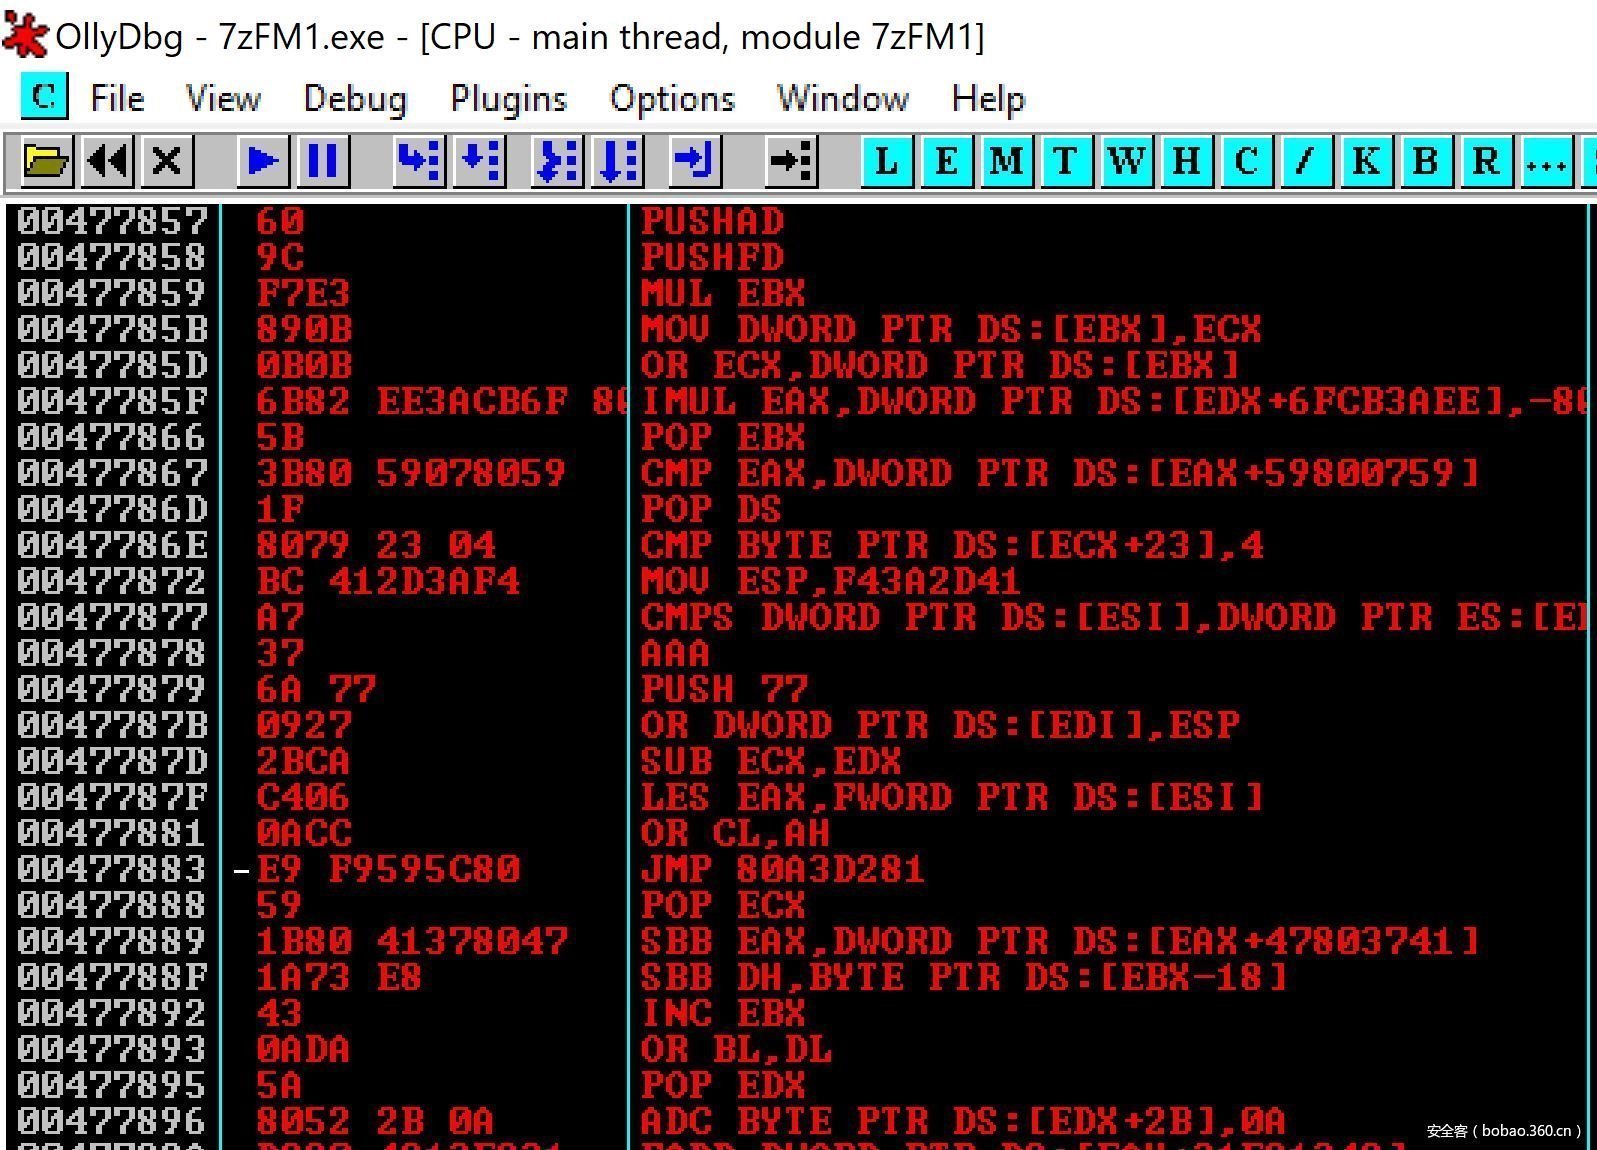 OllyDbg - 7zFM1.exe - [CPU - main thread, module 7zFM1]
C File View Debug Plugins Options Window Help
L E M T W H C / K B R ...
00477857 60 PUSHAD
00477858 9C PUSHFD
00477859 F7E3 MUL EBX
0047785B 890B MOV DWORD PTR DS:[EBX],ECX
0047785D 0B0B OR ECX,DWORD PTR DS:[EBX]
0047785F 6B82 EE3ACB6F 80 IMUL EAX,DWORD PTR DS:[EDX+6FCB3AEE],-80
00477866 5B POP EBX
00477867 3B80 59078059 CMP EAX,DWORD PTR DS:[EAX+59800759]
0047786D 1F POP DS
0047786E 8079 23 04 CMP BYTE PTR DS:[ECX+23],4
00477872 BC 412D3AF4 MOV ESP,F43A2D41
00477877 A7 CMPS DWORD PTR DS:[ESI],DWORD PTR ES:[E
00477878 37 AAA
00477879 6A 77 PUSH 77
0047787B 0927 OR DWORD PTR DS:[EDI],ESP
0047787D 2BCA SUB ECX,EDX
0047787F C406 LES EAX,FWORD PTR DS:[ESI]
00477881 0ACC OR CL,AH
00477883 -E9 F9595C80 JMP 80A3D281
00477888 59 POP ECX
00477889 1B80 41378047 SBB EAX,DWORD PTR DS:[EAX+47803741]
0047788F 1A73 E8 SBB DH,BYTE PTR DS:[EBX-18]
00477892 43 INC EBX
00477893 0ADA OR BL,DL
00477895 5A POP EDX
00477896 8052 2B 0A ADC BYTE PTR DS:[EDX+2B],0A
安全客（bobao.360.cn）